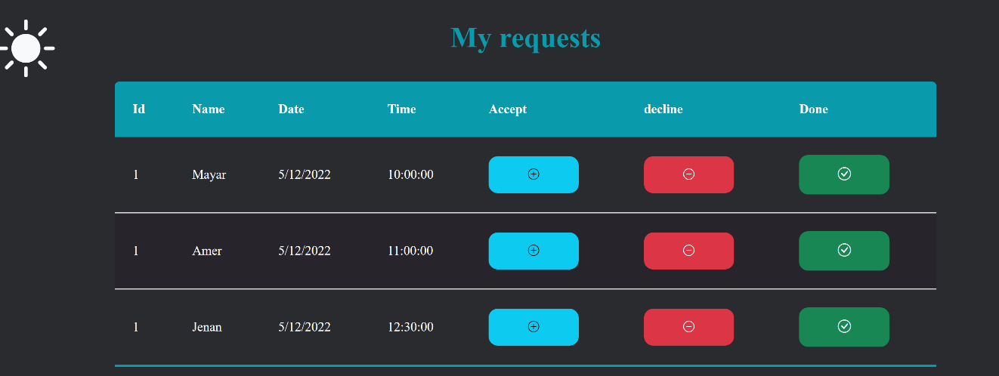 My requests
Id Name Date Time Accept decline Done
1 Mayar 5/12/2022 10:00:00
1 Amer 5/12/2022 11:00:00
1 Jenan 5/12/2022 12:30:00